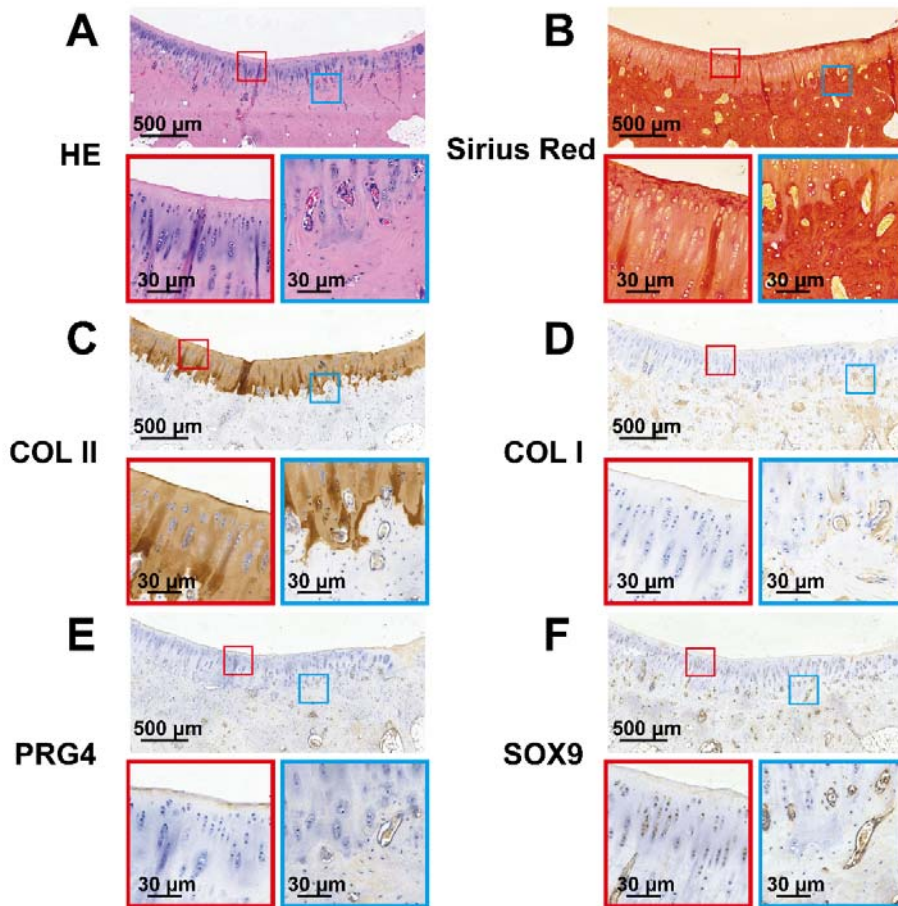 A
500 µm
HE
30 µm
30 µm
B
500 µm
Sirius Red
30 µm
30 µm
C
500 µm
COL II
30 µm
30 µm
D
500 µm
COL I
30 µm
30 µm
E
500 µm
PRG4
30 µm
30 µm
F
500 µm
SOX9
30 µm
30 µm